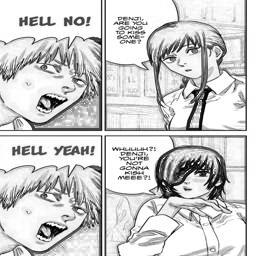 HELL NO!
DENJI,
ARE YOU
GOING
TO KISS
SOME-
ONE?
HELL YEAH!
WHUUUH?!
DENJI,
YOU'RE
NOT
GONNA
KISH
MEEE?!